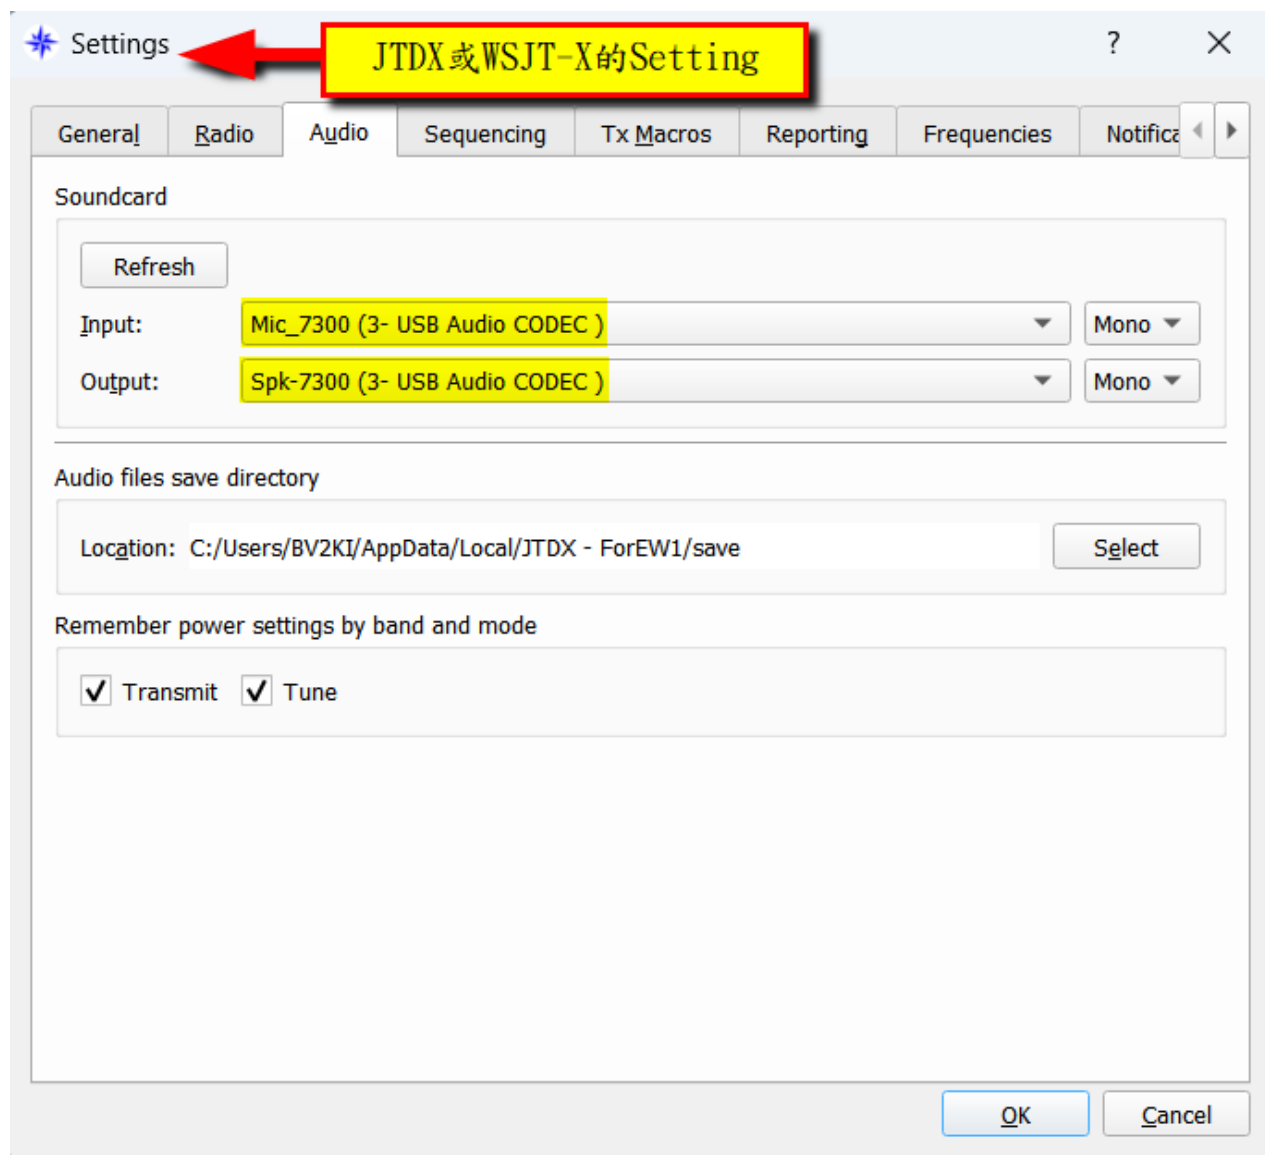 Settings
JTDX或WSJT-X的Setting
?
General Radio Audio Sequencing Tx Macros Reporting Frequencies Notifica
Soundcard
Refresh
Input: Mic_7300 (3- USB Audio CODEC ) Mono
Output: Spk-7300 (3- USB Audio CODEC ) Mono
Audio files save directory
Location: C:/Users/BV2KI/AppData/Local/JTDX - ForEW1/save Select
Remember power settings by band and mode
Transmit Tune
OK Cancel